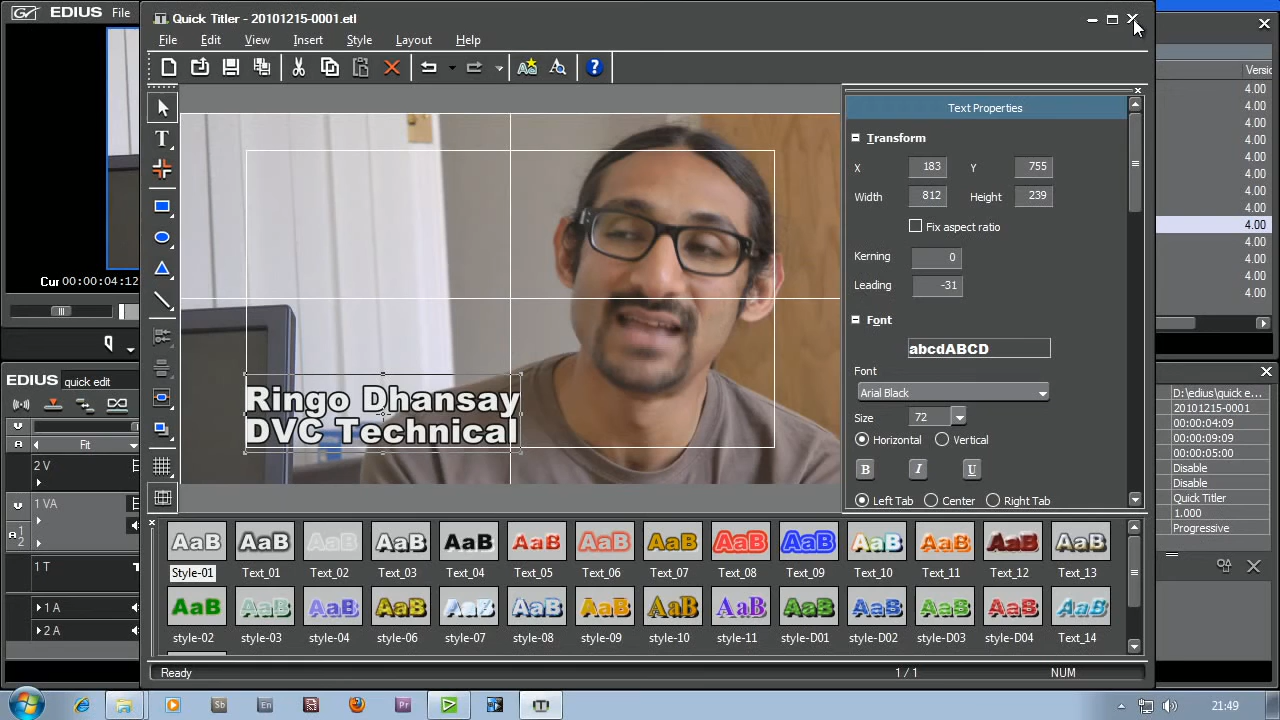 EDIUS File
Quick Titler - 20101215-0001.etl
File Edit View Insert Style Layout Help
Text Properties
Transform
X 183 Y 755
Width 812 Height 239
Fix aspect ratio
Kerning 0
Leading -31
Font
abcdABCD
Font
Arial Black
Size 72
Horizontal Vertical
B I U
Left Tab Center Right Tab
Ringo Dhansay
DVC Technical
Cur 00:00:04:12
EDIUS quick edit
Fit
2 V
1 VA
1 2
1 T
1 A
2 A
AaB AaB AaB AaB AaB AaB AaB AaB AaB AaB AaB AaB AaB AaB
Style-01 Text_01 Text_02 Text_03 Text_04 Text_05 Text_06 Text_07 Text_08 Text_09 Text_10 Text_11 Text_12 Text_13
AaB AaB AaB AaB AaB AaB AaB AaB AaB AaB AaB AaB AaB AaB
style-02 style-03 style-04 style-06 style-07 style-08 style-09 style-10 style-11 style-D01 style-D02 style-D03 style-D04 Text_14
Ready 1 / 1 NUM
Versic
4.00
4.00
4.00
4.00
4.00
4.00
4.00
4.00
4.00
4.00
4.00
4.00
4.00
D:\edius\quick e...
20101215-0001
00:00:04:09
00:00:09:09
00:00:05:00
Disable
Disable
Quick Titler
1.000
Progressive
Sb En Pr T
21:49